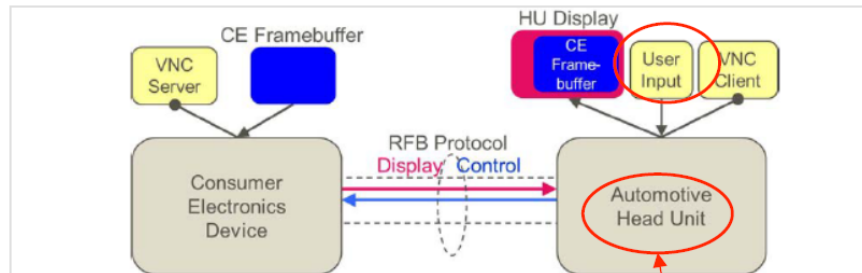 HU Display
CE Framebuffer
VNC
Server
CE
Frame-
buffer
User
Input
VNC
Client
RFB Protocol
Display Control
Consumer
Electronics
Device
Automotive
Head Unit